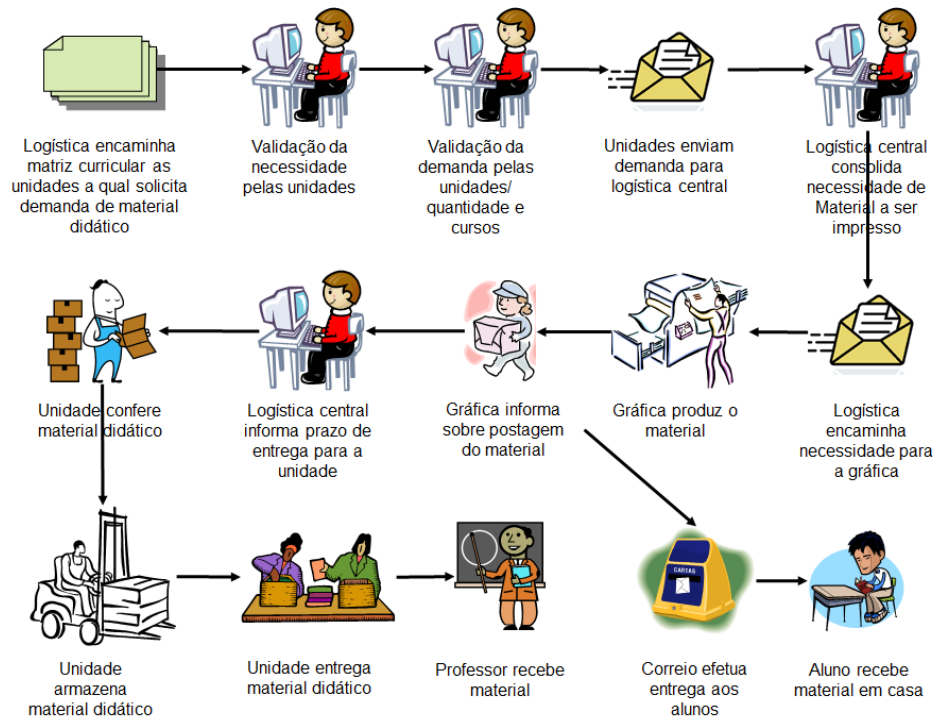 Logística encaminha
matriz curricular as
unidades a qual solicita
demanda de material
didático
Validação da
necessidade
pelas unidades
Validação da
demanda pelas
unidades/
quantidade e
cursos
Unidades enviam
demanda para
logística central
Logística central
consolida
necessidade de
Material a ser
impresso
Unidade confere
material didático
Logística central
informa prazo de
entrega para a
unidade
Gráfica informa
sobre postagem
do material
Gráfica produz o
material
Logística
encaminha
necessidade para
a gráfica
CARTAS
Unidade
armazena
material didático
Unidade entrega
material didático
Professor recebe
material
Correio efetua
entrega aos
alunos
Aluno recebe
material em casa